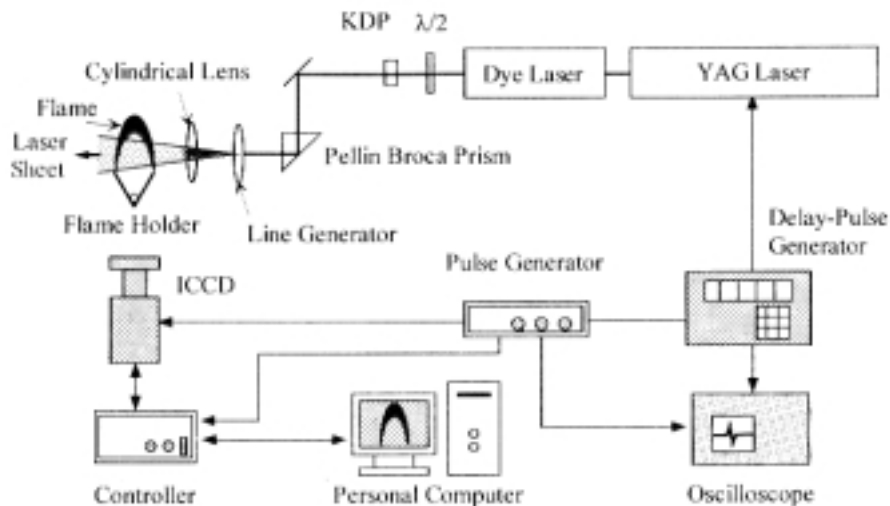 KDP λ/2
Cylindrical Lens
Dye Laser
YAG Laser
Flame
Laser
Sheet
Pellin Broca Prism
Flame Holder
Line Generator
Delay-Pulse
Generator
Pulse Generator
ICCD
Controller
Personal Computer
Oscilloscope